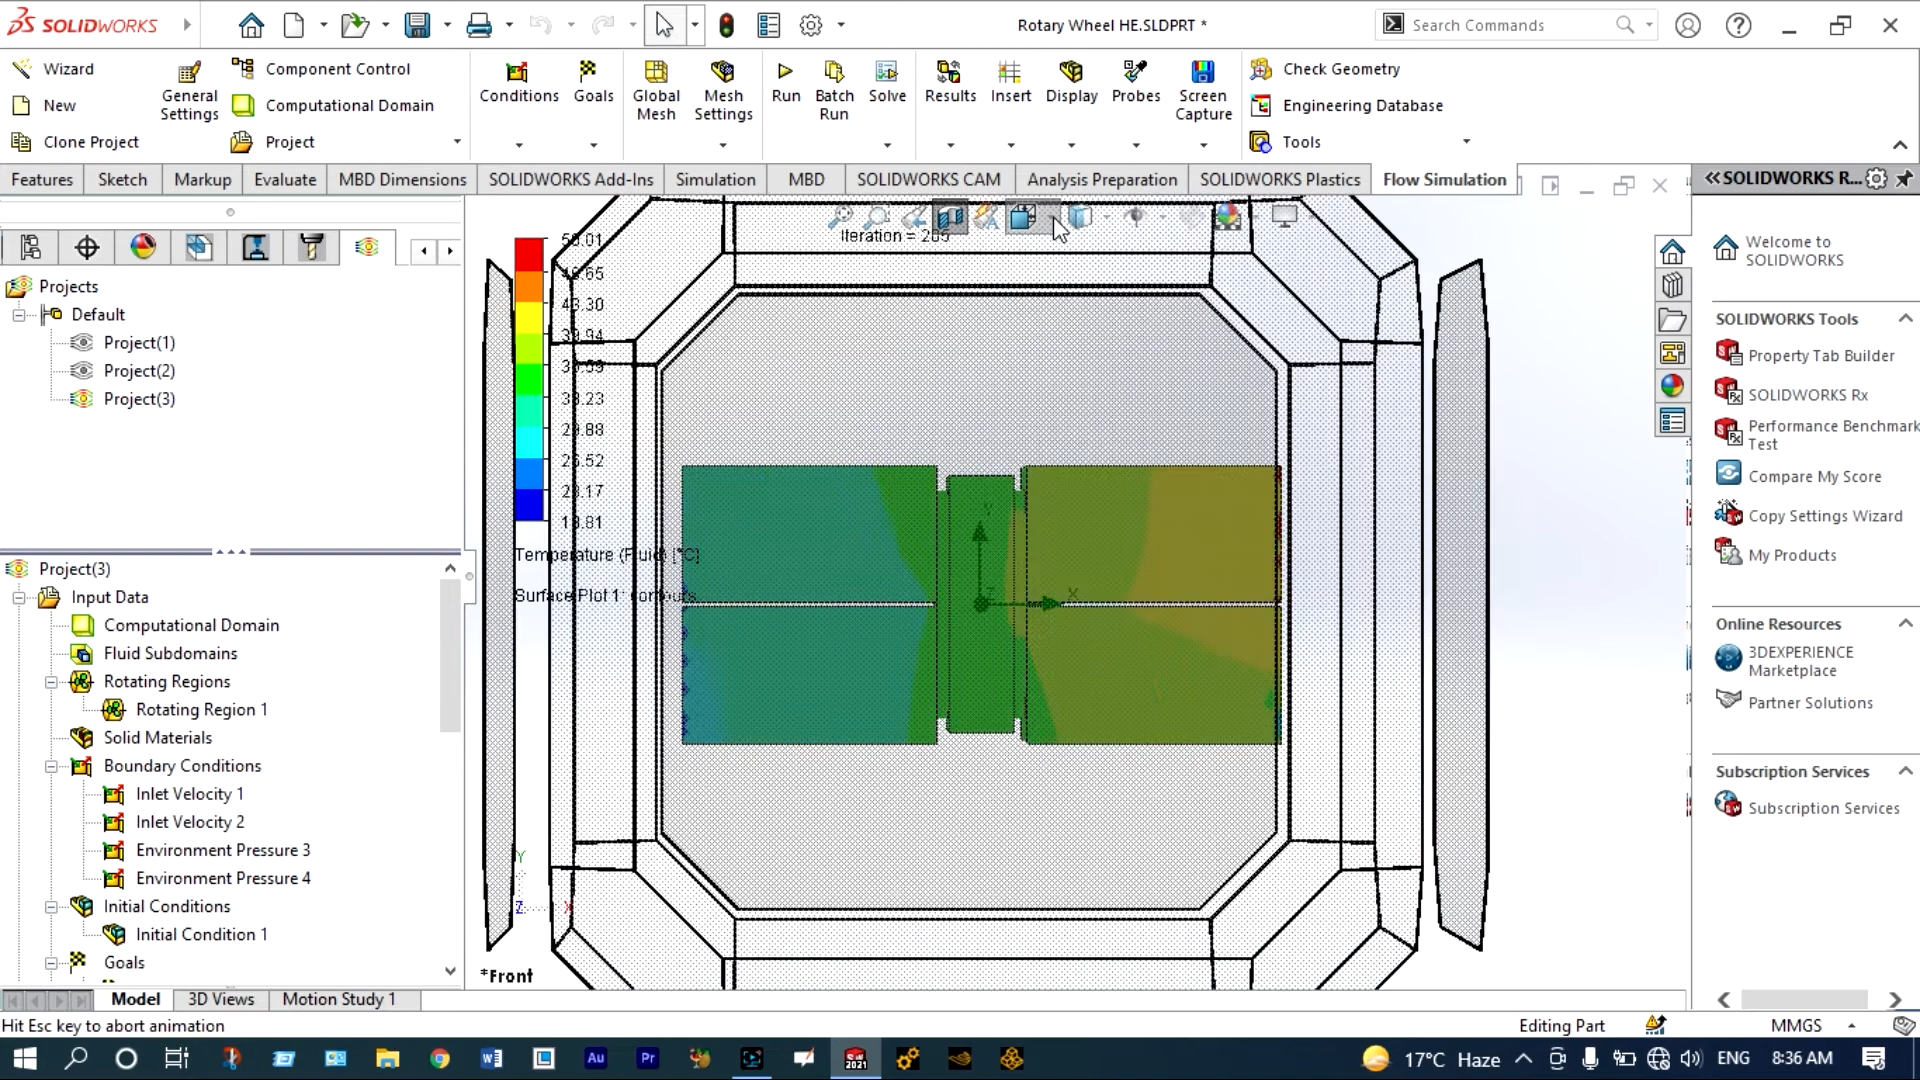 SOLIDWORKS
Rotary Wheel HE.SLDPRT *
Search Commands
Wizard
New
Clone Project
General
Settings
Component Control
Computational Domain
Project
Conditions
Goals
Global
Mesh
Mesh
Settings
Run
Batch
Run
Solve
Results
Insert
Display
Probes
Screen
Capture
Check Geometry
Engineering Database
Tools
Features
Sketch
Markup
Evaluate
MBD Dimensions
SOLIDWORKS Add-Ins
Simulation
MBD
SOLIDWORKS CAM
Analysis Preparation
SOLIDWORKS Plastics
Flow Simulation
SOLIDWORKS R...
Projects
Default
Project(1)
Project(2)
Project(3)
Project(3)
Input Data
Computational Domain
Fluid Subdomains
Rotating Regions
Rotating Region 1
Solid Materials
Boundary Conditions
Inlet Velocity 1
Inlet Velocity 2
Environment Pressure 3
Environment Pressure 4
Initial Conditions
Initial Condition 1
Goals
Iteration = 205
29.88
18.81
Temperature (Fluid) [°C]
Surface Plot 1: contours
Y
X
Z
Y
Z
X
*Front
Welcome to
SOLIDWORKS
SOLIDWORKS Tools
Property Tab Builder
SOLIDWORKS Rx
Performance Benchmark
Test
Compare My Score
Copy Settings Wizard
My Products
Online Resources
3DEXPERIENCE
Marketplace
Partner Solutions
Subscription Services
Subscription Services
Model
3D Views
Motion Study 1
Hit Esc key to abort animation
Editing Part
MMGS
17°C Haze
ENG
8:36 AM